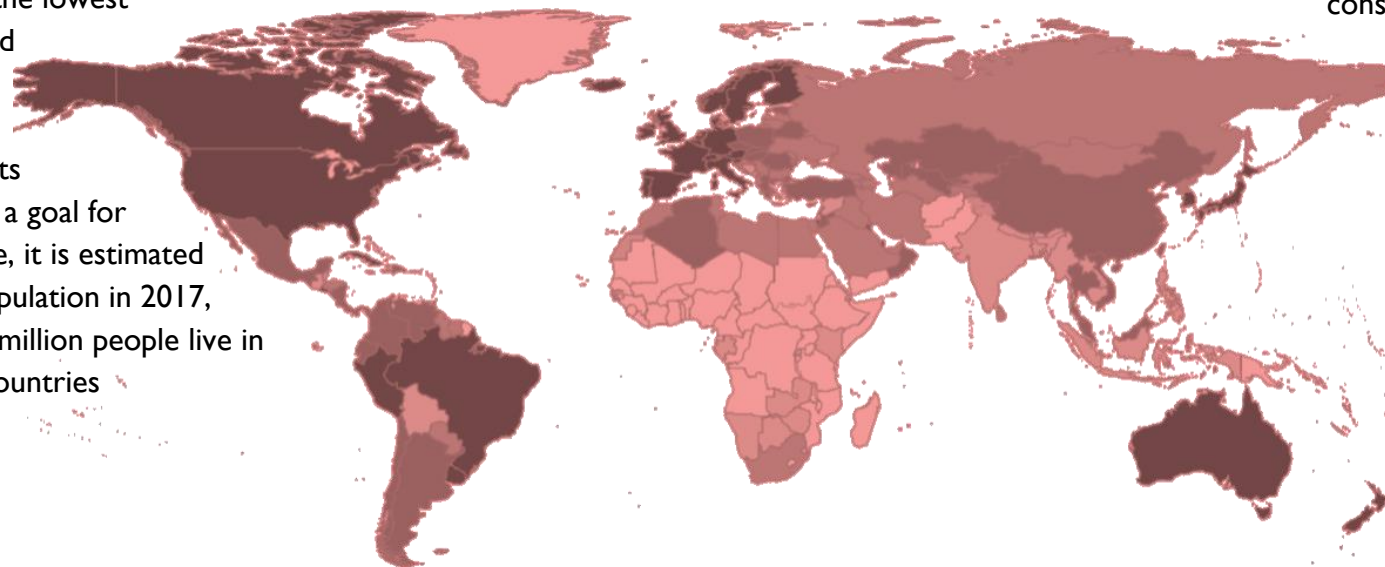 the lowest
cons
d
ts
a goal for
e, it is estimated
pulation in 2017,
million people live in
ountries